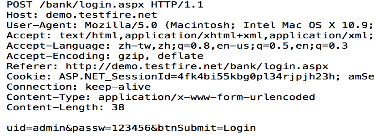 POST /bank/login.aspx HTTP/1.1
Host: demo.testfire.net
User-Agent: Mozilla/5.0 (Macintosh; Intel Mac OS X 10.9;
Accept: text/html,application/xhtml+xml,application/xml;
Accept-Language: zh-tw,zh;q=0.8,en-us;q=0.5,en;q=0.3
Accept-Encoding: gzip, deflate
Referer: http://demo.testfire.net/bank/login.aspx
Cookie: ASP.NET_SessionId=4fk4bi55kbg0pl34rjpjh23h; amSe
Connection: keep-alive
Content-Type: application/x-www-form-urlencoded
Content-Length: 38
uid=admin&passw=123456&btnSubmit=Login